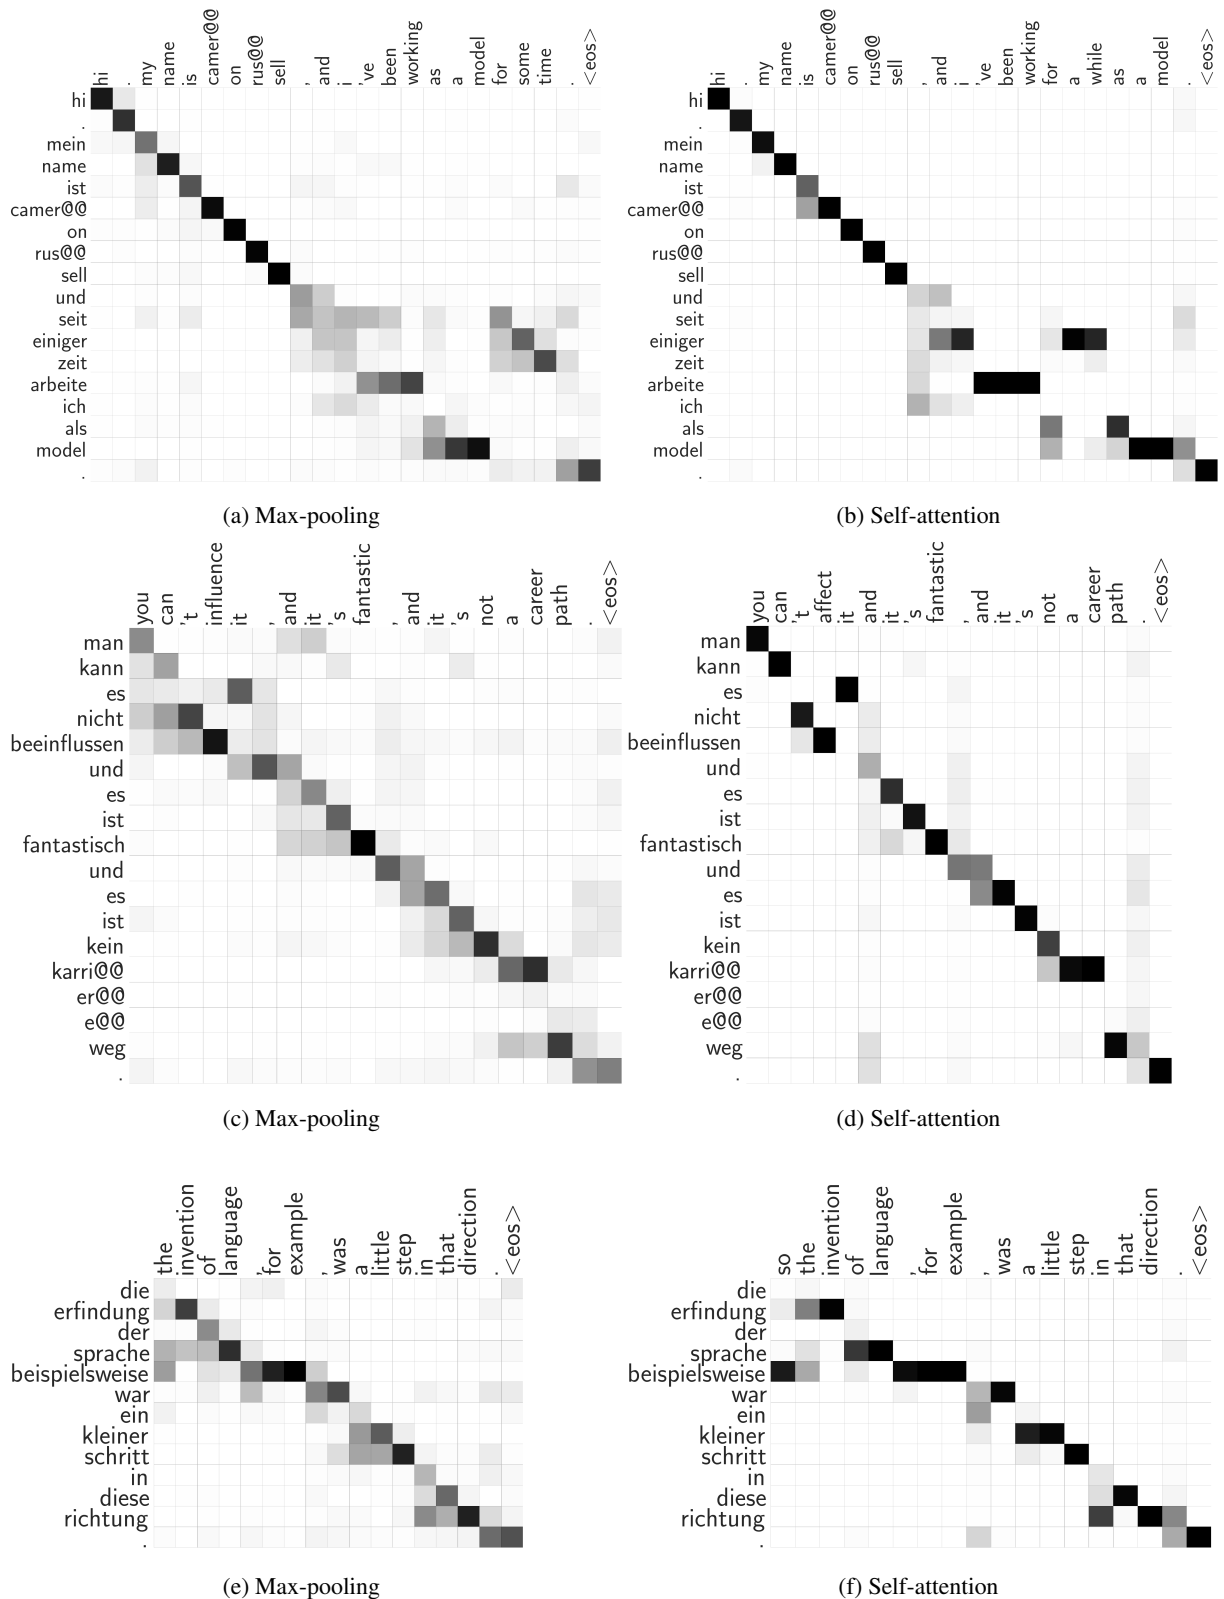 hi . my name is camer@@ on rus@@ sell , and i 've been working as a model for some time . <eos>
hi
.
mein
name
ist
camer@@
on
rus@@
sell
und
seit
einiger
zeit
arbeite
ich
als
model
.
(a) Max-pooling
hi . my name is camer@@ on rus@@ sell , and i 've been working for a while as a model . <eos>
hi
.
mein
name
ist
camer@@
on
rus@@
sell
und
seit
einiger
zeit
arbeite
ich
als
model
.
(b) Self-attention
you can 't influence it , and it 's fantastic , and it 's not a career path . <eos>
man
kann
es
nicht
beeinflussen
und
es
ist
fantastisch
und
es
ist
kein
karri@@
er@@
e@@
weg
.
(c) Max-pooling
you can 't affect it and it 's fantastic , and it 's not a career path . <eos>
man
kann
es
nicht
beeinflussen
und
es
ist
fantastisch
und
es
ist
kein
karri@@
er@@
e@@
weg
.
(d) Self-attention
the invention of language , for example , was a little step in that direction . <eos>
die
erfindung
der
sprache
beispielsweise
war
ein
kleiner
schritt
in
diese
richtung
.
(e) Max-pooling
so the invention of language , for example , was a little step in that direction . <eos>
die
erfindung
der
sprache
beispielsweise
war
ein
kleiner
schritt
in
diese
richtung
.
(f) Self-attention